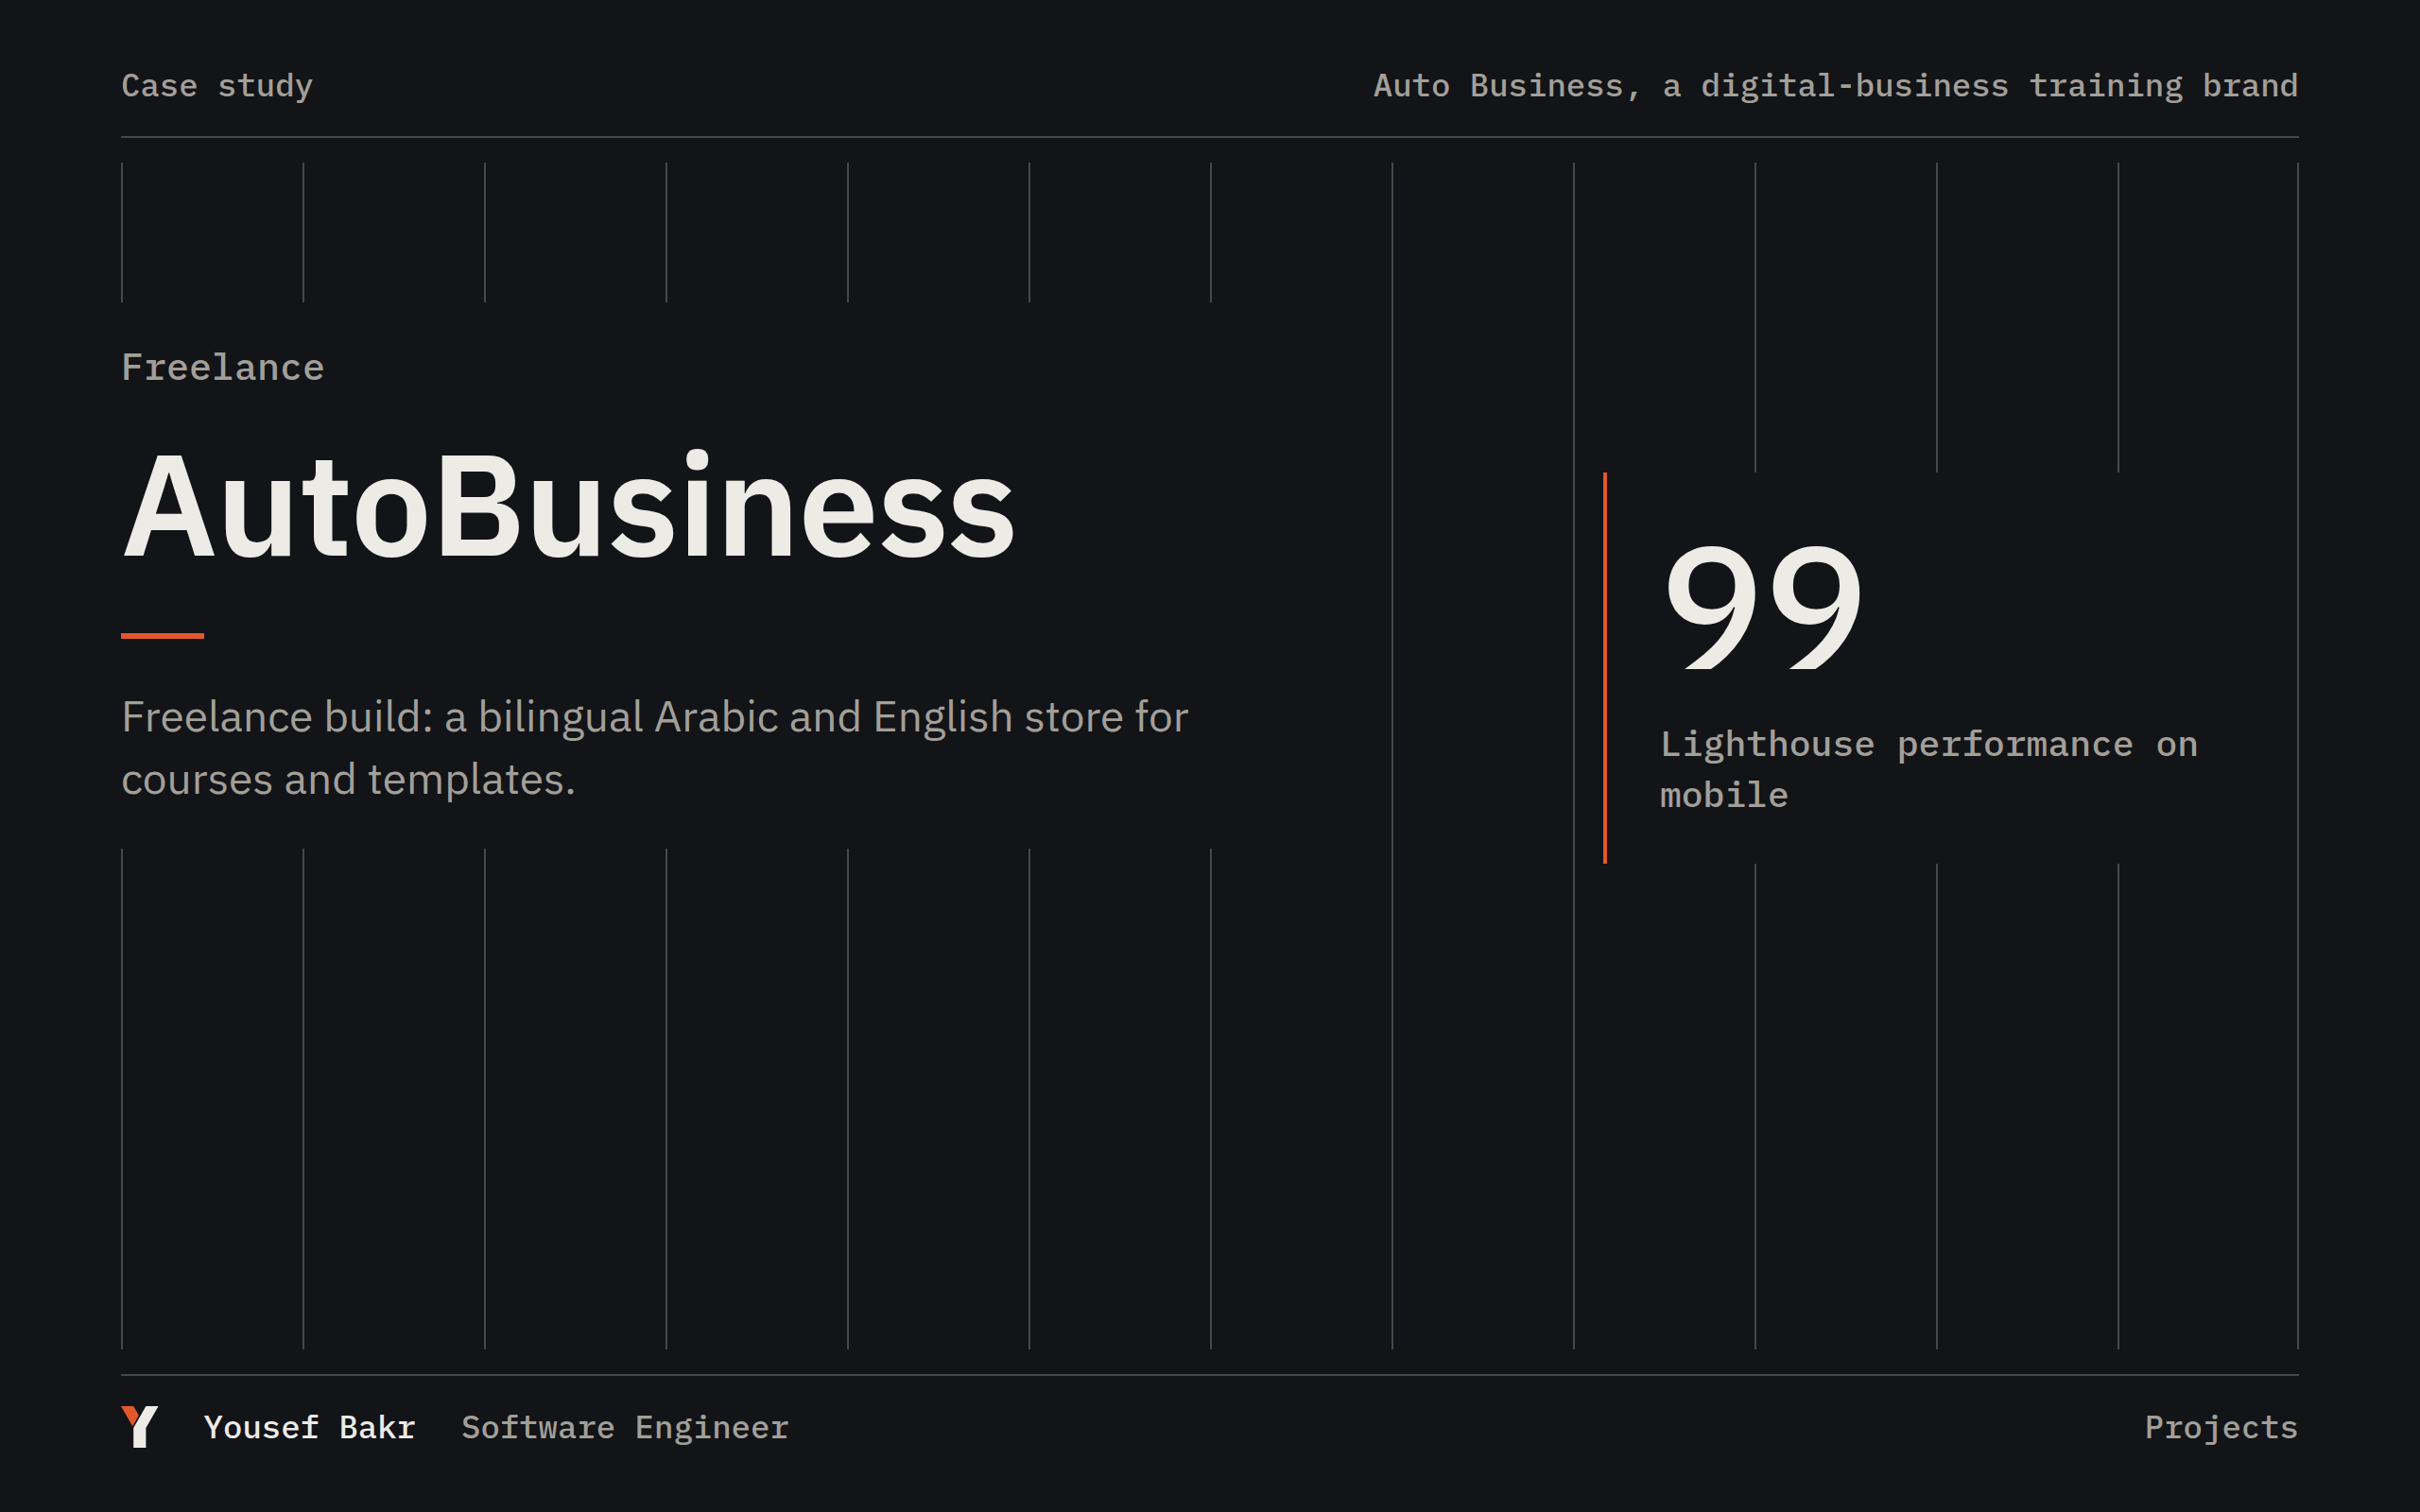 Case study
Auto Business, a digital-business training brand
Freelance
AutoBusiness
Freelance build: a bilingual Arabic and English store for
courses and templates.
99
Lighthouse performance on
mobile
Y
Yousef Bakr
Software Engineer
Projects